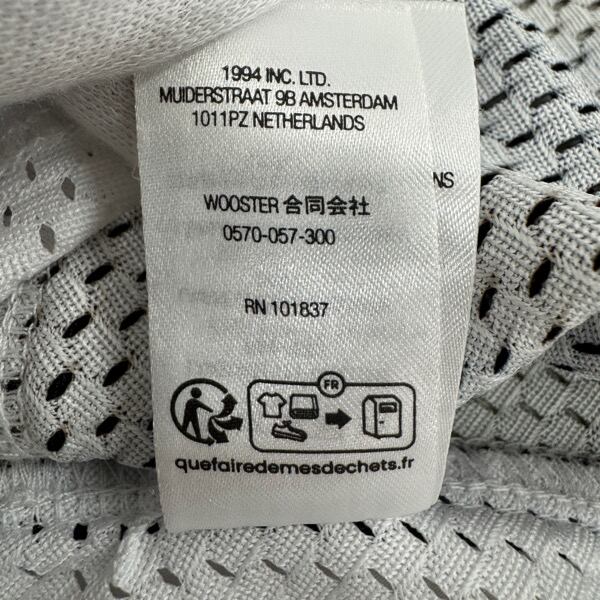 1994 INC. LTD.
MUIDERSTRAAT 9B AMSTERDAM
1011PZ NETHERLANDS
NS
WOOSTER 合同会社
0570-057-300
RN 101837
FR
quefairedemesdechets.fr